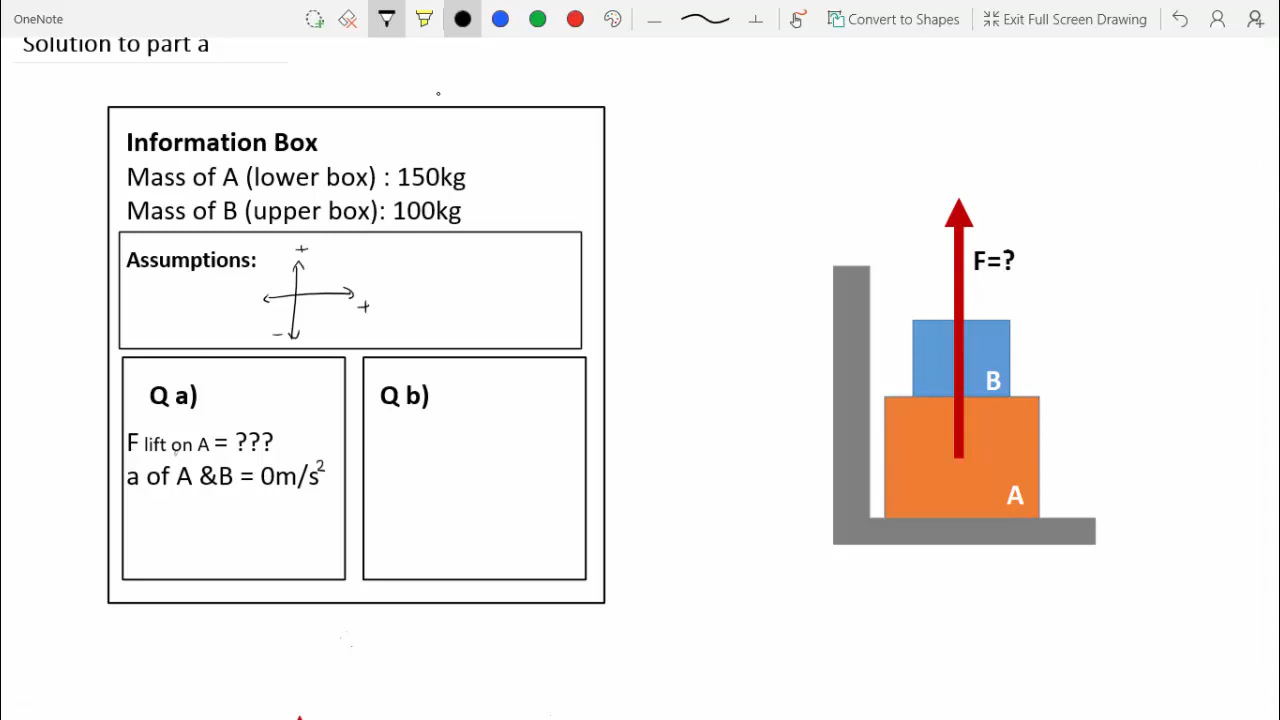 OneNote
Convert to Shapes
Exit Full Screen Drawing
Solution to part a
Information Box
Mass of A (lower box) : 150kg
Mass of B (upper box): 100kg
Assumptions:
+
+
−
Q a)
F lift on A = ???
a of A &B = 0m/s²
Q b)
F=?
B
A